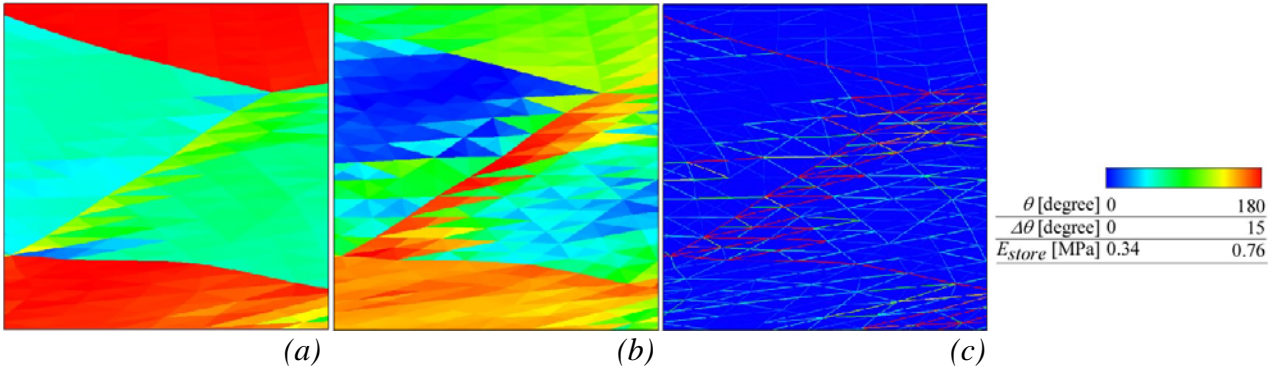 (a) (b) (c)
θ [degree] 0 180
Δθ [degree] 0 15
E_store [MPa] 0.34 0.76